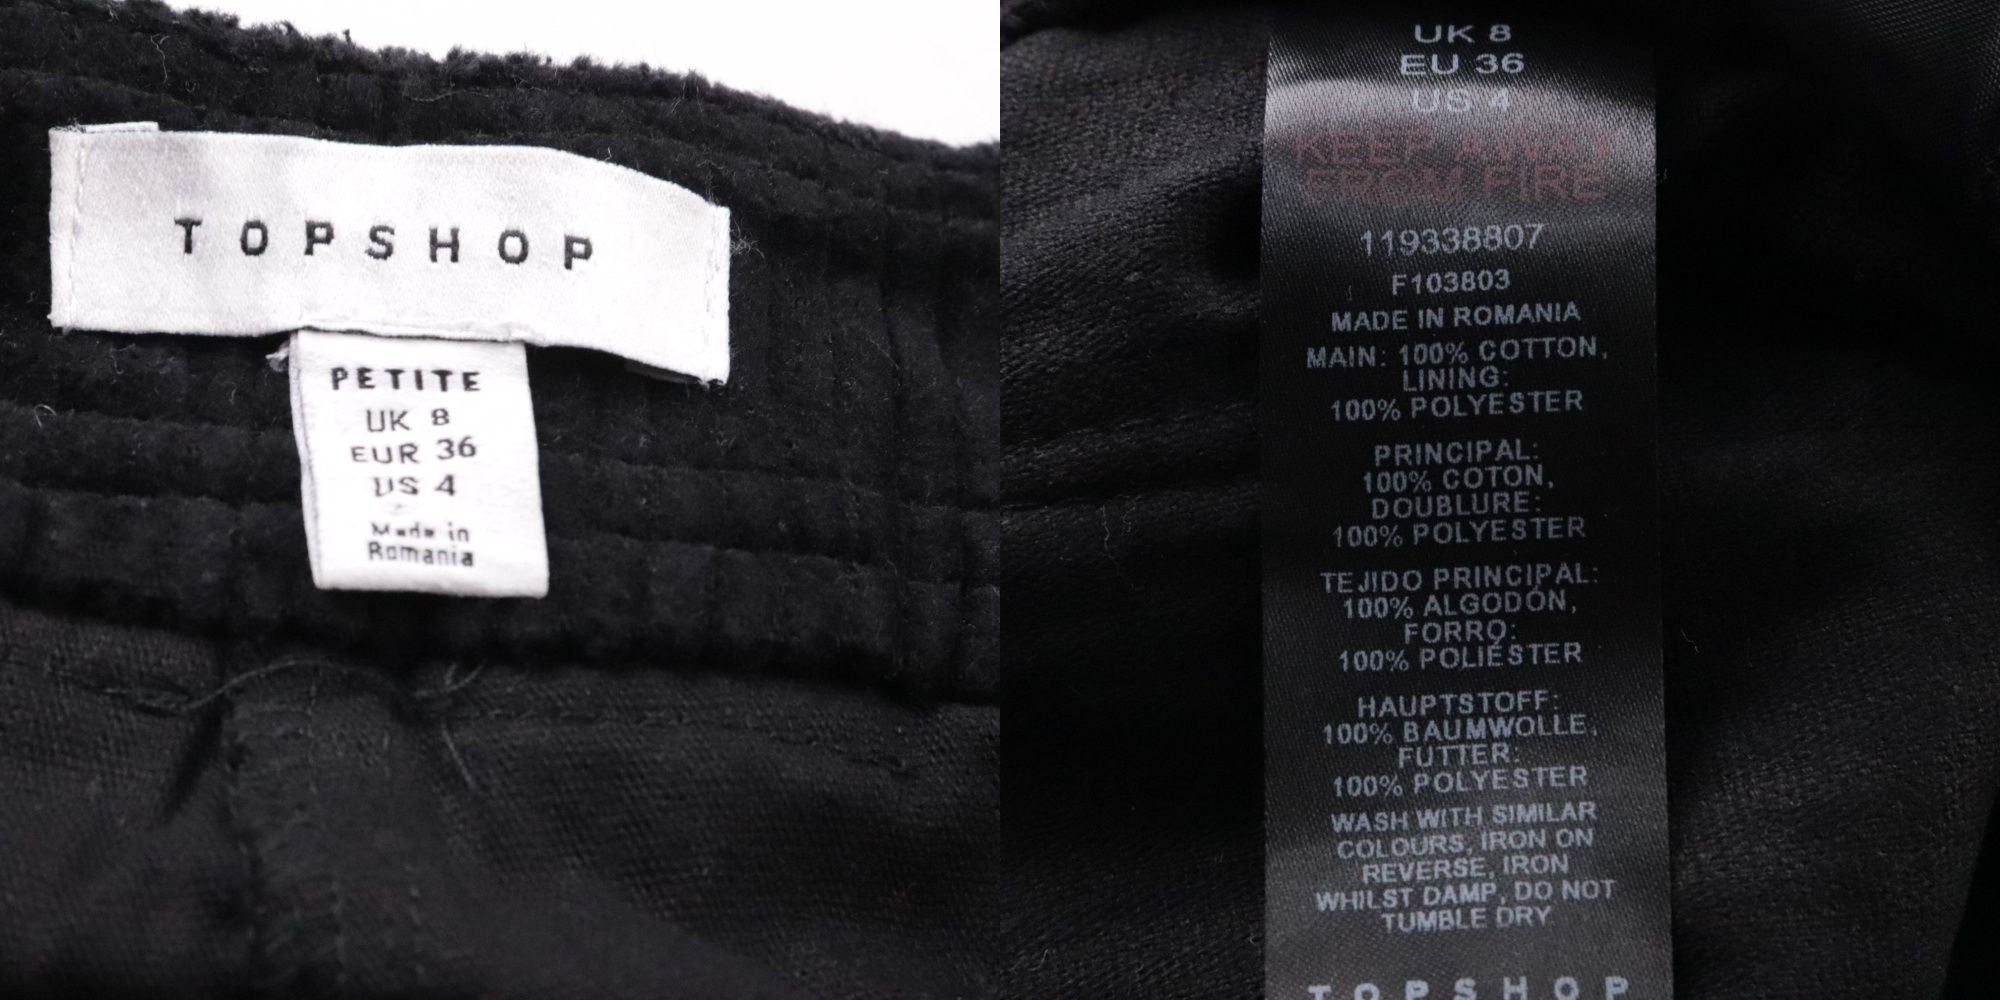 TOPSHOP
PETITE
UK 8
EUR 36
US 4
Made in
Romania
UK 8
EU 36
US 4
KEEP AWAY
FROM FIRE
119338807
F103803
MADE IN ROMANIA
MAIN: 100% COTTON,
LINING:
100% POLYESTER
PRINCIPAL:
100% COTON,
DOUBLURE:
100% POLYESTER
TEJIDO PRINCIPAL:
100% ALGODÓN,
FORRO:
100% POLIÉSTER
HAUPTSTOFF:
100% BAUMWOLLE,
FUTTER:
100% POLYESTER
WASH WITH SIMILAR
COLOURS, IRON ON
REVERSE, IRON
WHILST DAMP, DO NOT
TUMBLE DRY
TOPSHOP